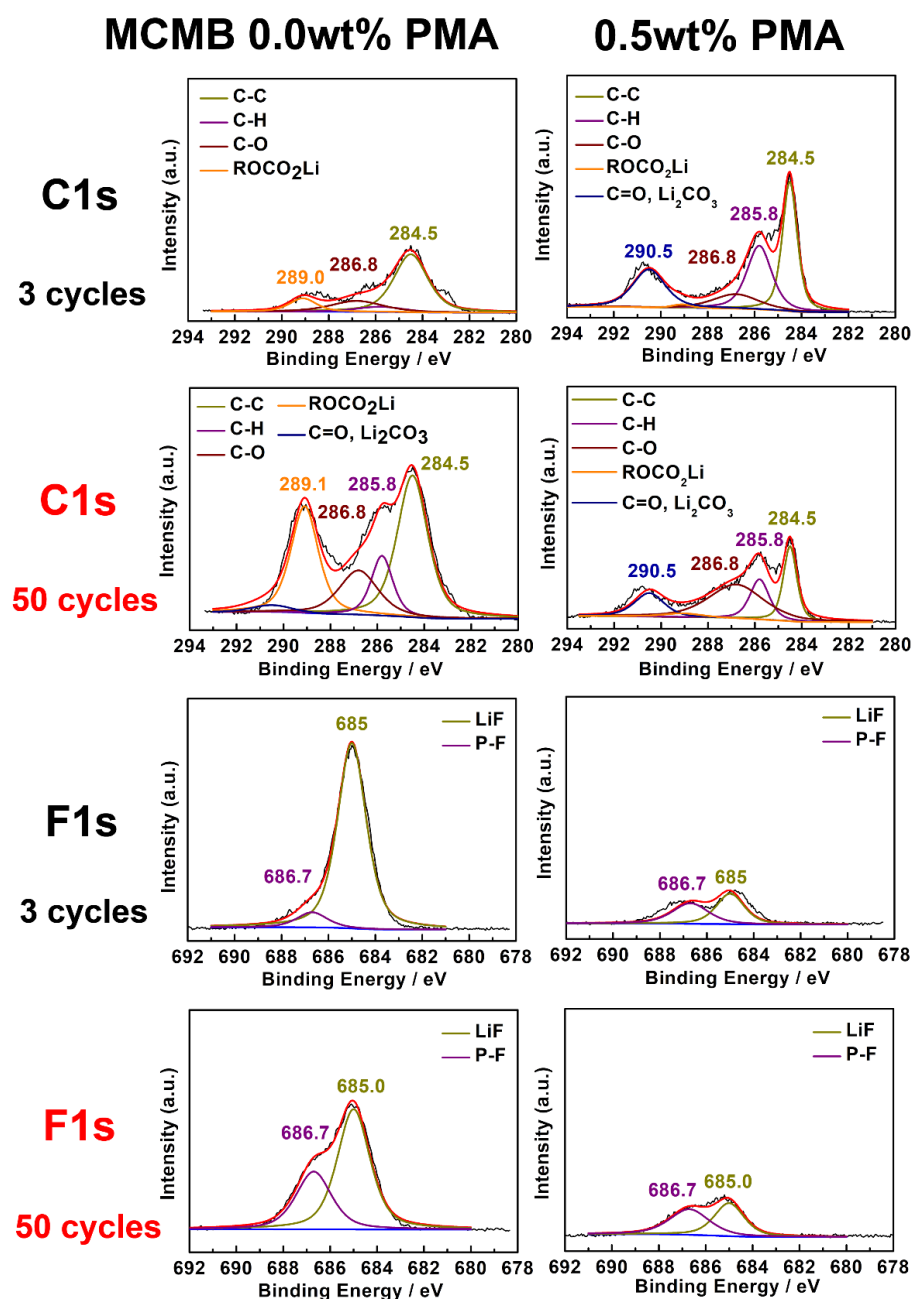 MCMB 0.0wt% PMA
0.5wt% PMA
C1s
3 cycles
Intensity (a.u.)
C-C
C-H
C-O
ROCO₂Li
289.0
286.8
284.5
294 292 290 288 286 284 282 280
Binding Energy / eV
Intensity (a.u.)
C-C
C-H
C-O
ROCO₂Li
C=O, Li₂CO₃
290.5
286.8
285.8
284.5
294 292 290 288 286 284 282 280
Binding Energy / eV
C1s
50 cycles
Intensity (a.u.)
C-C
C-H
C-O
ROCO₂Li
C=O, Li₂CO₃
289.1
286.8
285.8
284.5
294 292 290 288 286 284 282 280
Binding Energy / eV
Intensity (a.u.)
C-C
C-H
C-O
ROCO₂Li
C=O, Li₂CO₃
290.5
286.8
285.8
284.5
294 292 290 288 286 284 282 280
Binding Energy / eV
F1s
3 cycles
Intensity (a.u.)
LiF
P-F
686.7
685
692 690 688 686 684 682 680 678
Binding Energy / eV
Intensity (a.u.)
LiF
P-F
686.7
685
692 690 688 686 684 682 680 678
Binding Energy / eV
F1s
50 cycles
Intensity (a.u.)
LiF
P-F
686.7
685.0
692 690 688 686 684 682 680 678
Binding Energy / eV
Intensity (a.u.)
LiF
P-F
686.7
685.0
692 690 688 686 684 682 680 678
Binding Energy / eV